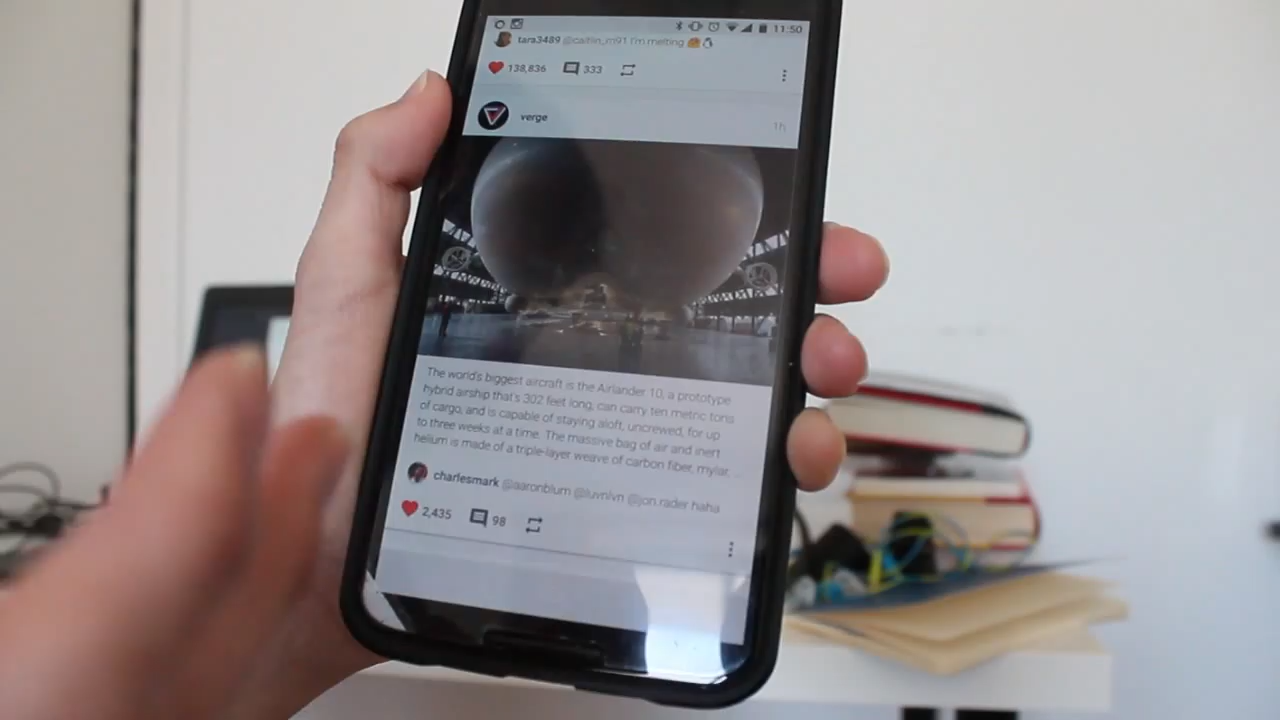 11:50
tara3489 @caitlin_m91 I'm melting
138,836 333
verge
1h
The world's biggest aircraft is the Airlander 10, a prototype
hybrid airship that's 302 feet long, can carry ten metric tons
of cargo, and is capable of staying aloft, uncrewed, for up
to three weeks at a time. The massive bag of air and inert
helium is made of a triple-layer weave of carbon fiber, mylar, ...
charlesmark @aaronblum @luvnlvn @jon.rader haha
2,435 98